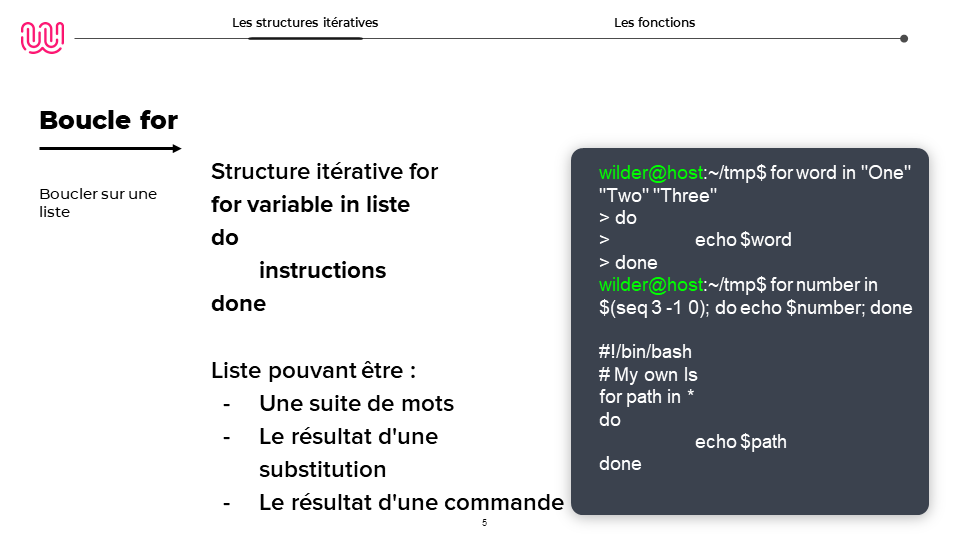 Les structures itératives
Les fonctions
Boucle for
Boucler sur une
liste
Structure itérative for
for variable in liste
do
instructions
done
Liste pouvant être :
- Une suite de mots
- Le résultat d'une
substitution
- Le résultat d'une commande
wilder@host:~/tmp$ for word in "One"
"Two" "Three"
> do
> echo $word
> done
wilder@host:~/tmp$ for number in
$(seq 3 -1 0); do echo $number; done
#!/bin/bash
# My own ls
for path in *
do
echo $path
done
5